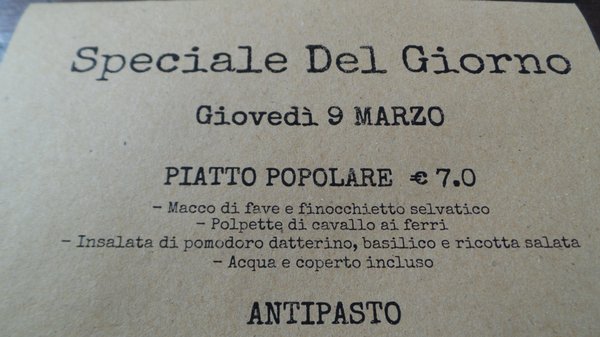 Speciale Del Giorno
Giovedì 9 MARZO
PIATTO POPOLARE € 7.0
– Macco di fave e finocchietto selvatico
– Polpette di cavallo ai ferri
– Insalata di pomodoro datterino, basilico e ricotta salata
– Acqua e coperto incluso
ANTIPASTO